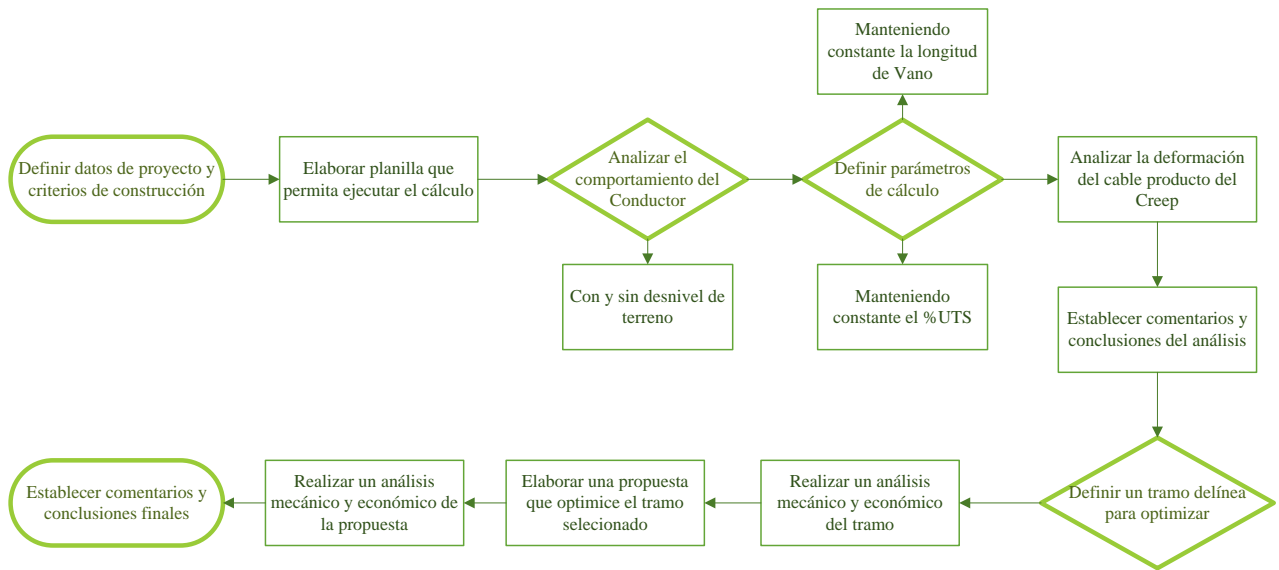 Definir datos de proyecto y
criterios de construcción
Elaborar planilla que
permita ejecutar el cálculo
Analizar el
comportamiento del
Conductor
Con y sin desnivel de
terreno
Definir parámetros
de cálculo
Manteniendo
constante la longitud
de Vano
Manteniendo
constante el %UTS
Analizar la deformación
del cable producto del
Creep
Establecer comentarios y
conclusiones del análisis
Definir un tramo delínea
para optimizar
Realizar un análisis
mecánico y económico
del tramo
Elaborar una propuesta
que optimice el tramo
selecionado
Realizar un análisis
mecánico y económico de
la propuesta
Establecer comentarios y
conclusiones finales